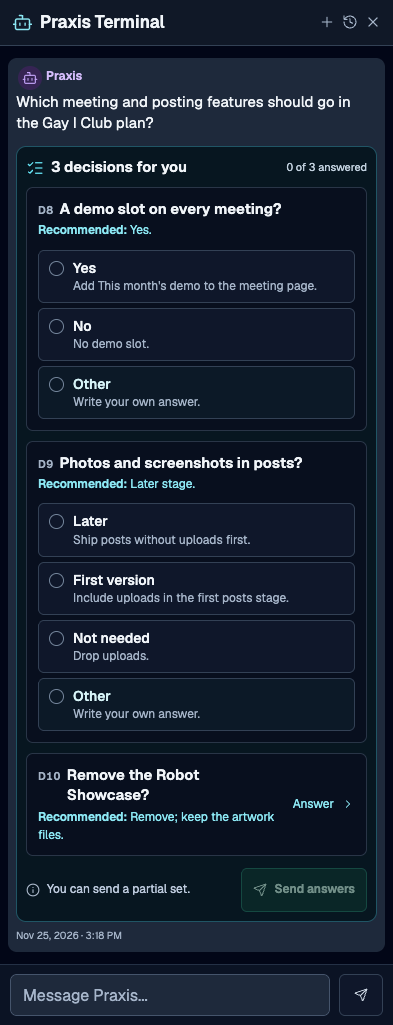 Praxis Terminal
Praxis
Which meeting and posting features should go in
the Gay I Club plan?
3 decisions for you
0 of 3 answered
D8 A demo slot on every meeting?
Recommended: Yes.
Yes
Add This month's demo to the meeting page.
No
No demo slot.
Other
Write your own answer.
D9 Photos and screenshots in posts?
Recommended: Later stage.
Later
Ship posts without uploads first.
First version
Include uploads in the first posts stage.
Not needed
Drop uploads.
Other
Write your own answer.
D10 Remove the Robot
Showcase?
Recommended: Remove; keep the artwork
files.
Answer
You can send a partial set.
Send answers
Nov 25, 2026 · 3:18 PM
Message Praxis...